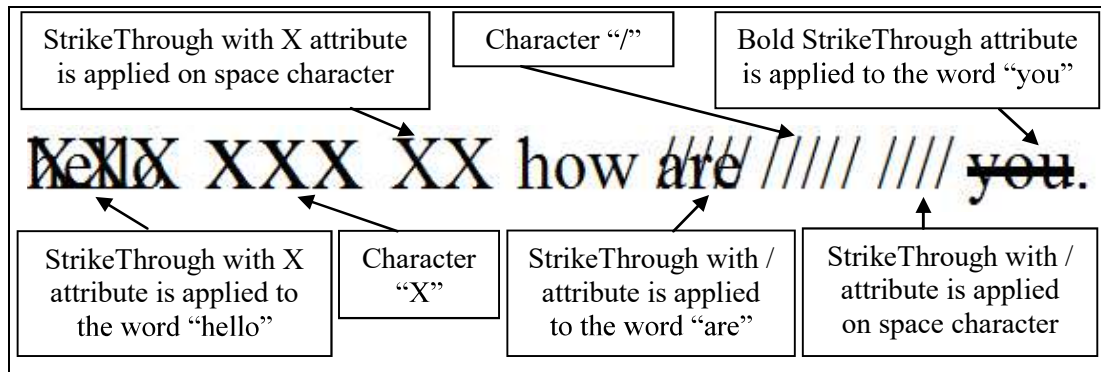 StrikeThrough with X attribute
is applied on space character
Character “/”
Bold StrikeThrough attribute
is applied to the word “you”
hello XXX XX how are ///// //// you.
StrikeThrough with X
attribute is applied to
the word “hello”
Character
“X”
StrikeThrough with /
attribute is applied
to the word “are”
StrikeThrough with /
attribute is applied
on space character